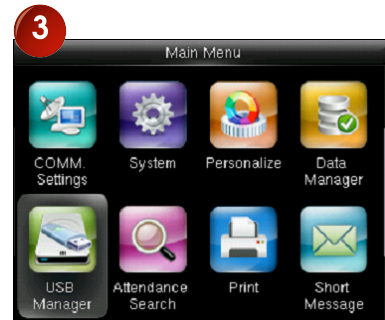 3
Main Menu
COMM. Settings
System
Personalize
Data Manager
USB Manager
Attendance Search
Print
Short Message